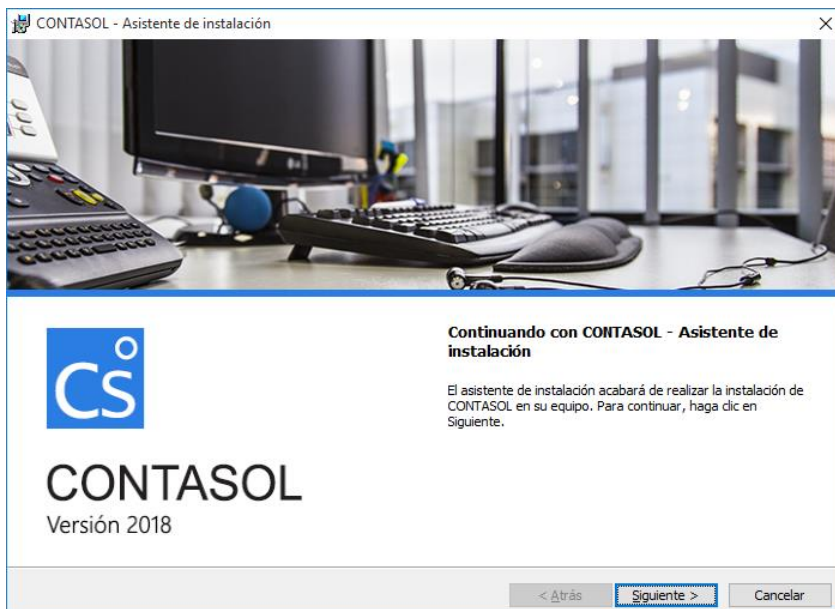 CONTASOL - Asistente de instalación
Continuando con CONTASOL - Asistente de
instalación
El asistente de instalación acabará de realizar la instalación de
CONTASOL en su equipo. Para continuar, haga clic en
Siguiente.
Cs
CONTASOL
Versión 2018
< Atrás
Siguiente >
Cancelar